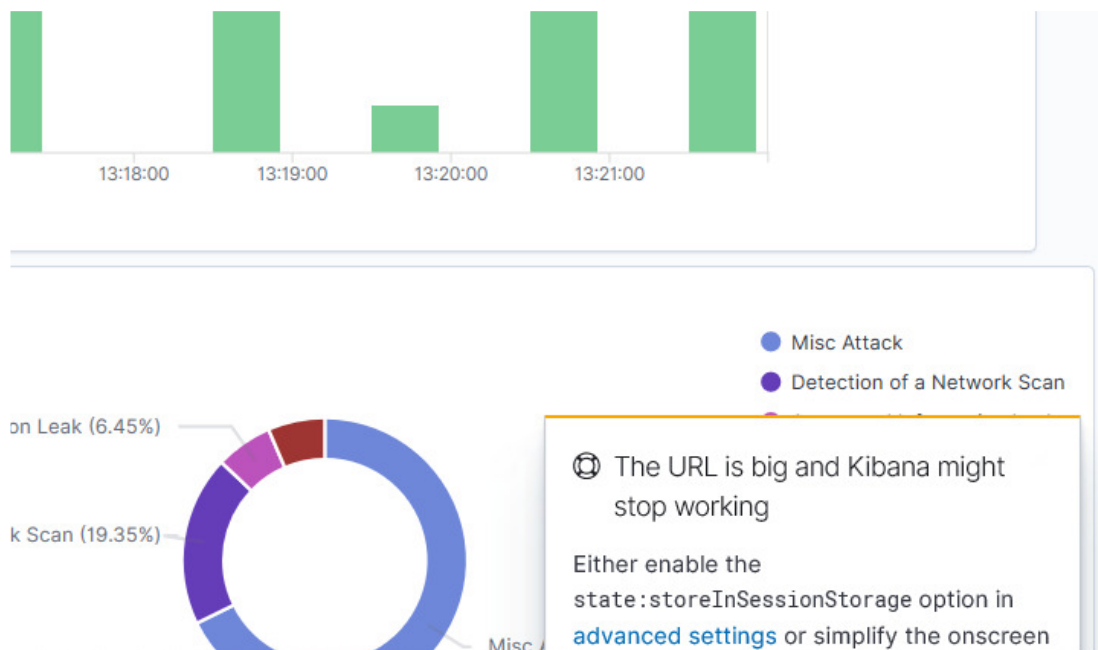 13:18:00 13:19:00 13:20:00 13:21:00
Misc Attack
Detection of a Network Scan
on Leak (6.45%)
k Scan (19.35%)
Misc
The URL is big and Kibana might
stop working
Either enable the
state:storeInSessionStorage option in
advanced settings or simplify the onscreen